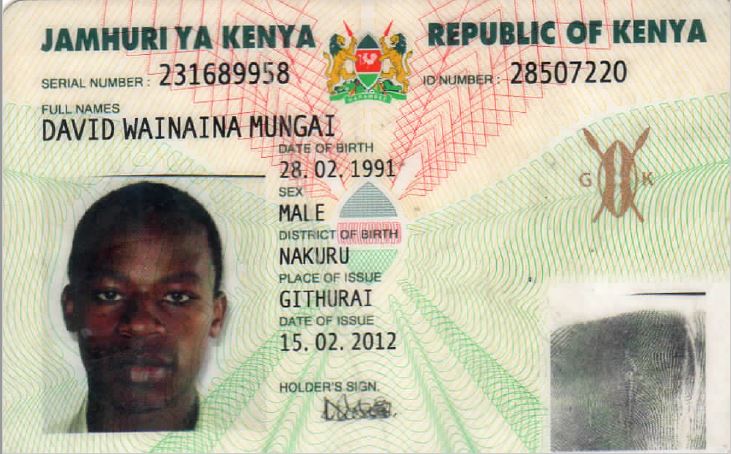 JAMHURI YA KENYA REPUBLIC OF KENYA
SERIAL NUMBER: 231689958 ID NUMBER: 28507220
FULL NAMES
DAVID WAINAINA MUNGAI
DATE OF BIRTH
28.02.1991
SEX
MALE
DISTRICT OF BIRTH
NAKURU
PLACE OF ISSUE
GITHURAI
DATE OF ISSUE
15.02.2012
HOLDER'S SIGN.
G K
HARAMBEE